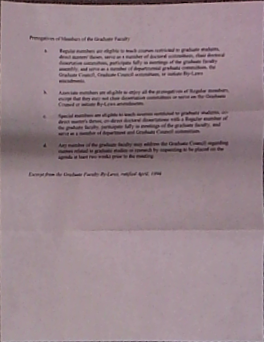 Prerogatives of Members of the Graduate Faculty
a. Regular members are eligible to teach courses restricted to graduate students,
direct masters' theses, serve as a member of doctoral committees, chair doctoral
dissertation committees, participate fully in meetings of the graduate faculty
assembly, and serve as a member of departmental graduate committees, the
Graduate Council, Graduate Council committees, or initiate By-Laws
amendments.
b. Associate members are eligible to enjoy all the prerogatives of Regular members,
except that they may not chair dissertation committees or serve on the Graduate
Council or initiate By-Laws amendments.
c. Special members are eligible to teach courses restricted to graduate students, co-
direct master's theses, co-direct doctoral dissertations with a Regular member of
the graduate faculty, participate fully in meetings of the graduate faculty, and
serve as a member of department and Graduate Council committees.
d. Any member of the graduate faculty may address the Graduate Council regarding
matters related to graduate studies or research by requesting to be placed on the
agenda at least two weeks prior to the meeting.
Excerpt from the Graduate Faculty By-Laws, ratified April, 1994